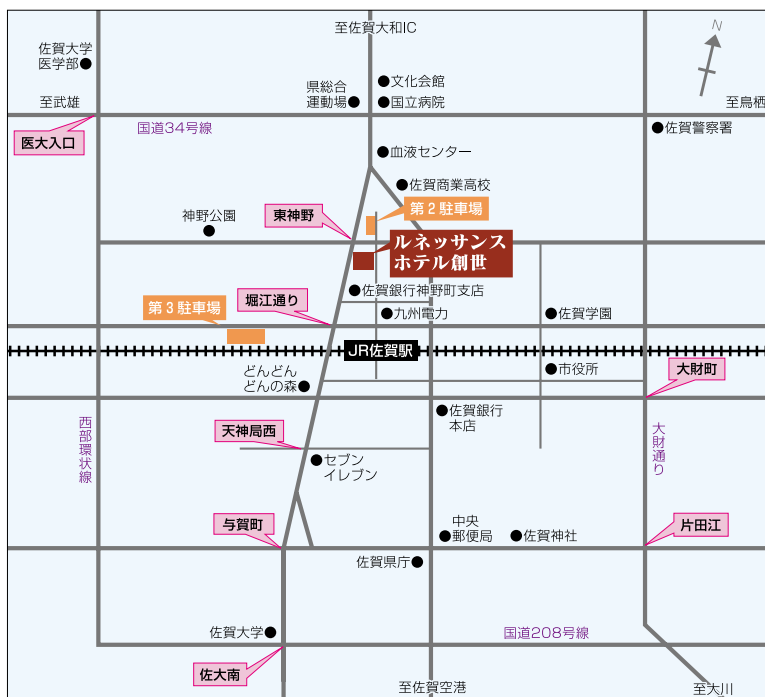 至佐賀大和IC
N
佐賀大学
医学部
文化会館
県総合
運動場
国立病院
至武雄
至鳥栖
国道34号線
医大入口
佐賀警察署
血液センター
佐賀商業高校
第2駐車場
神野公園
東神野
ルネッサンス
ホテル創世
佐賀銀行神野町支店
堀江通り
第3駐車場
九州電力
佐賀学園
JR佐賀駅
どんどん
どんの森
市役所
大財町
佐賀銀行
本店
西部環状線
天神局西
大財通り
セブン
イレブン
与賀町
中央
郵便局
佐賀神社
片田江
佐賀県庁
佐賀大学
国道208号線
佐大南
至佐賀空港
至大川